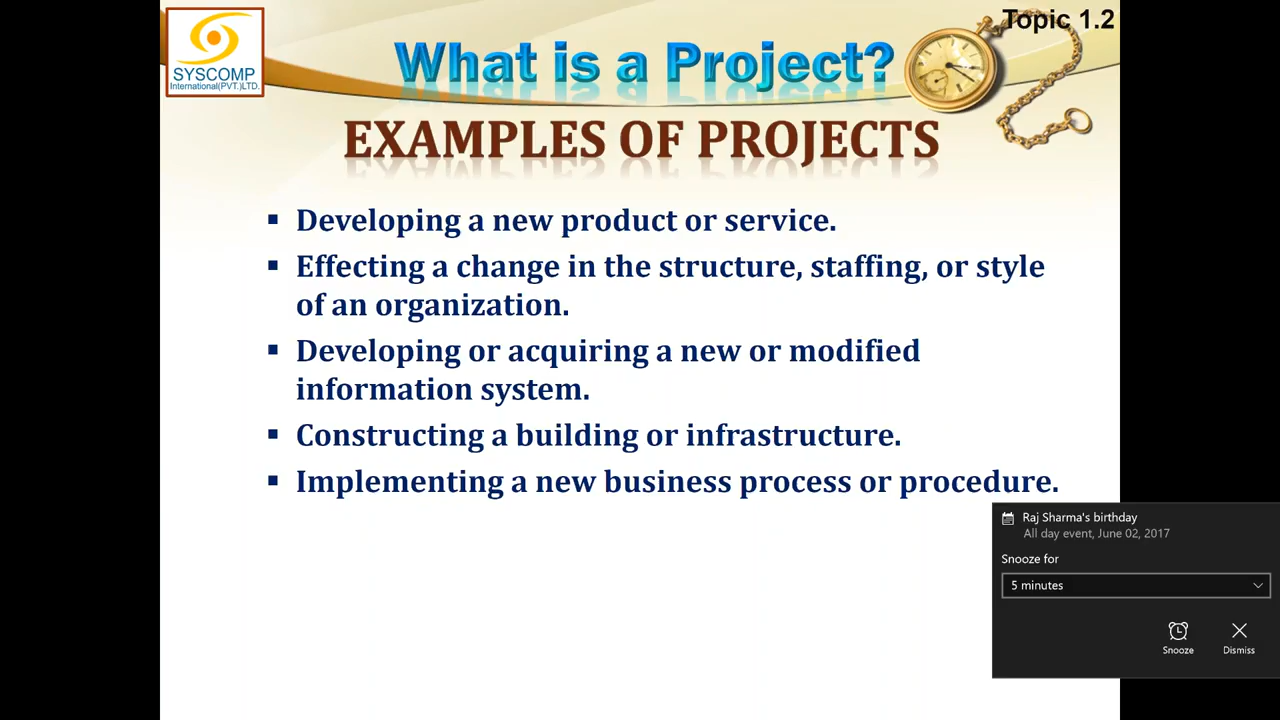 Topic 1.2
SYSCOMP
International(PVT.)LTD.
What is a Project?
EXAMPLES OF PROJECTS
▪ Developing a new product or service.
▪ Effecting a change in the structure, staffing, or style
of an organization.
▪ Developing or acquiring a new or modified
information system.
▪ Constructing a building or infrastructure.
▪ Implementing a new business process or procedure.
Raj Sharma's birthday
All day event, June 02, 2017
Snooze for
5 minutes
Snooze
Dismiss